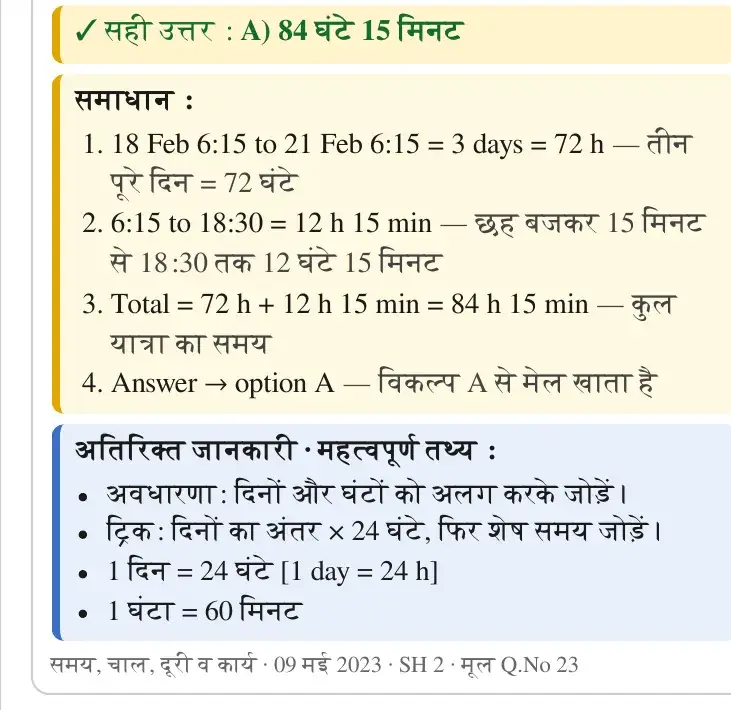 ✓ सही उत्तर : A) 84 घंटे 15 मिनट
समाधान :
1. 18 Feb 6:15 to 21 Feb 6:15 = 3 days = 72 h — तीन
पूरे दिन = 72 घंटे
2. 6:15 to 18:30 = 12 h 15 min — छह बजकर 15 मिनट
से 18:30 तक 12 घंटे 15 मिनट
3. Total = 72 h + 12 h 15 min = 84 h 15 min — कुल
यात्रा का समय
4. Answer → option A — विकल्प A से मेल खाता है
अतिरिक्त जानकारी · महत्वपूर्ण तथ्य :
• अवधारणा : दिनों और घंटों को अलग करके जोड़ें।
• ट्रिक : दिनों का अंतर × 24 घंटे, फिर शेष समय जोड़ें।
• 1 दिन = 24 घंटे [1 day = 24 h]
• 1 घंटा = 60 मिनट
समय, चाल, दूरी व कार्य · 09 मई 2023 · SH 2 · मूल Q.No 23